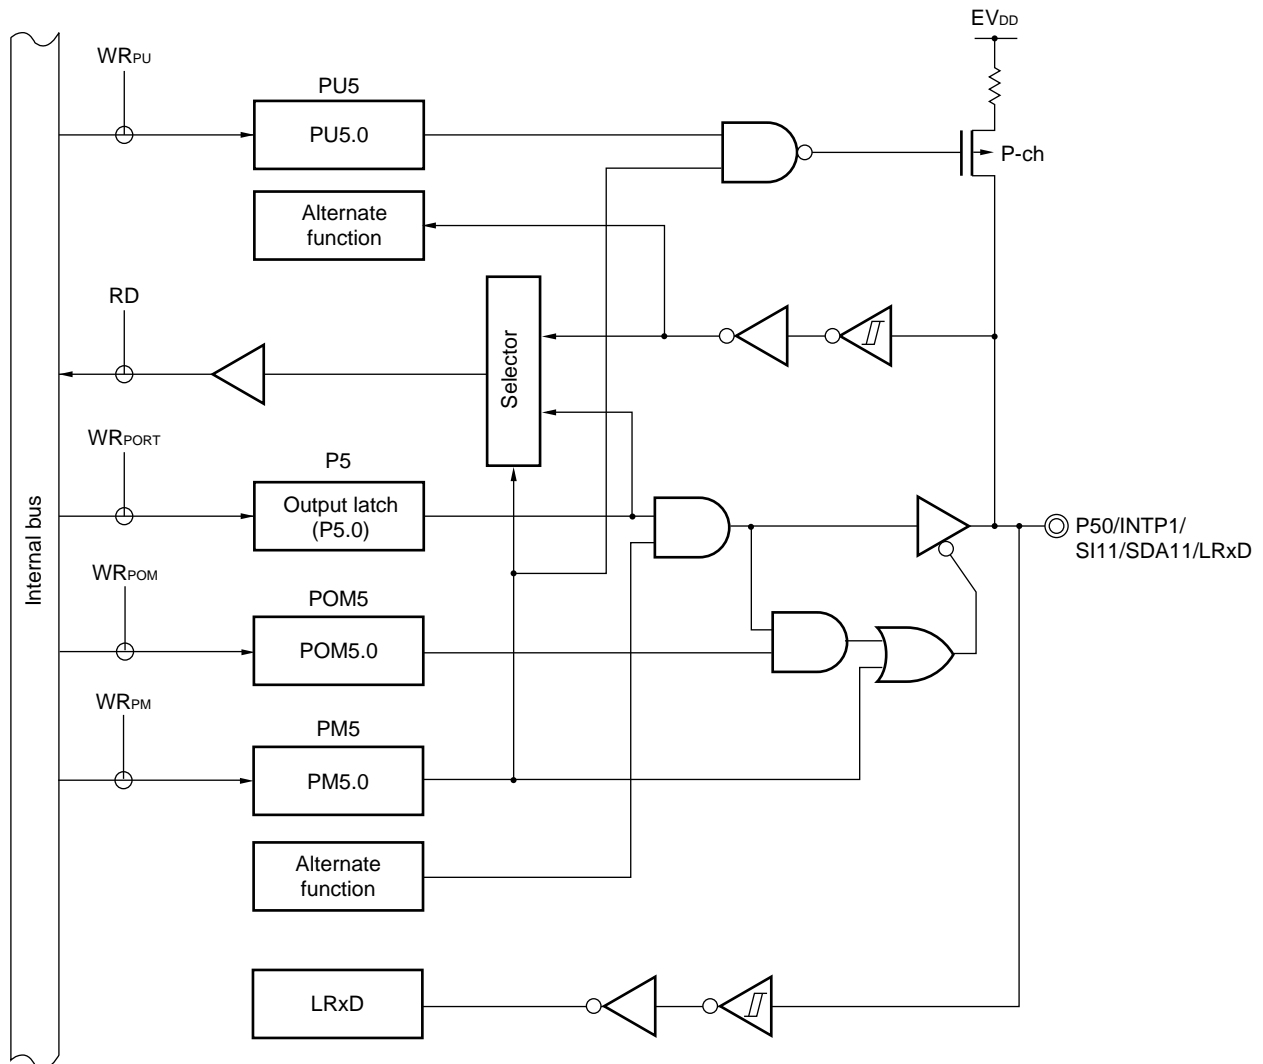 EVDD
WRPU
PU5
PU5.0
P-ch
Alternate
function
RD
Selector
WRPORT
P5
Output latch
(P5.0)
P50/INTP1/
SI11/SDA11/LRxD
Internal bus
WRPOM
POM5
POM5.0
WRPM
PM5
PM5.0
Alternate
function
LRxD